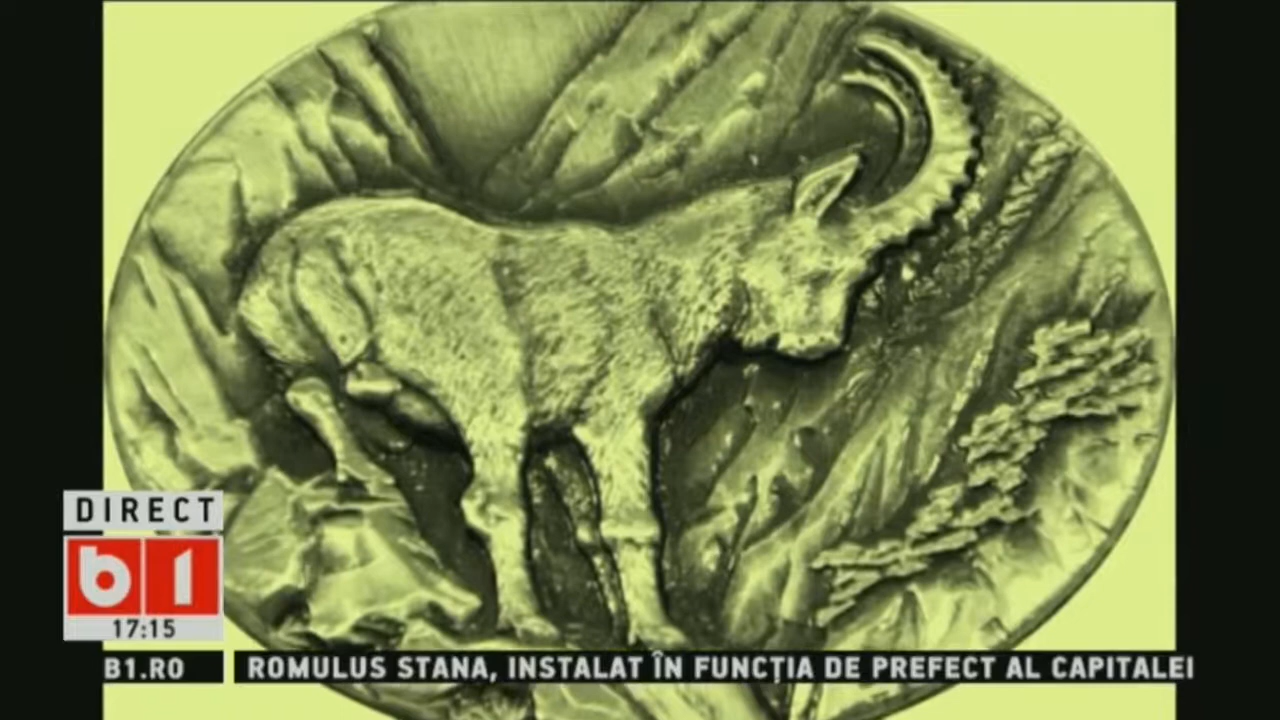 DIRECT
b1
17:15
B1.RO
ROMULUS STANA, INSTALAT ÎN FUNCȚIA DE PREFECT AL CAPITALEI